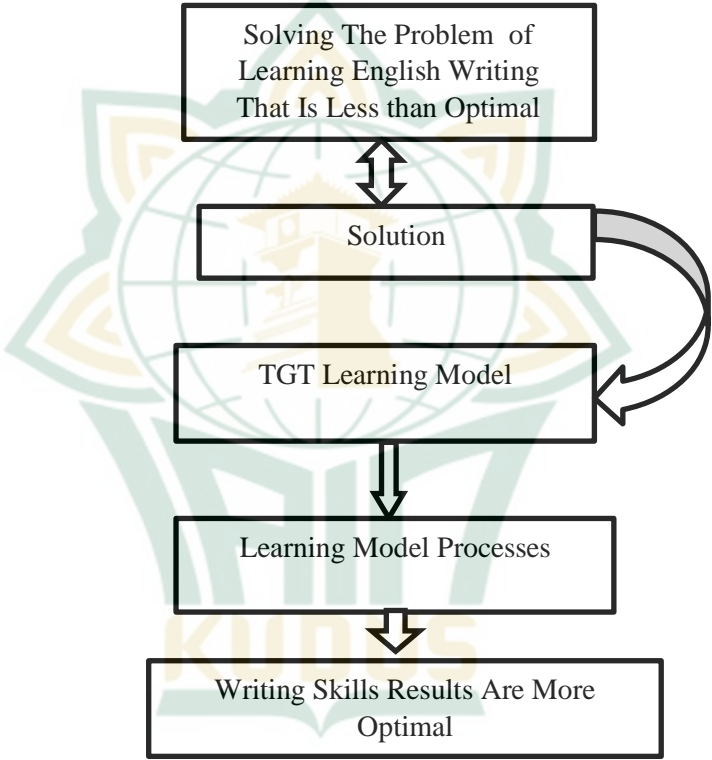 Solving The Problem of
Learning English Writing
That Is Less than Optimal
Solution
TGT Learning Model
Learning Model Processes
KUDUS
Writing Skills Results Are More
Optimal